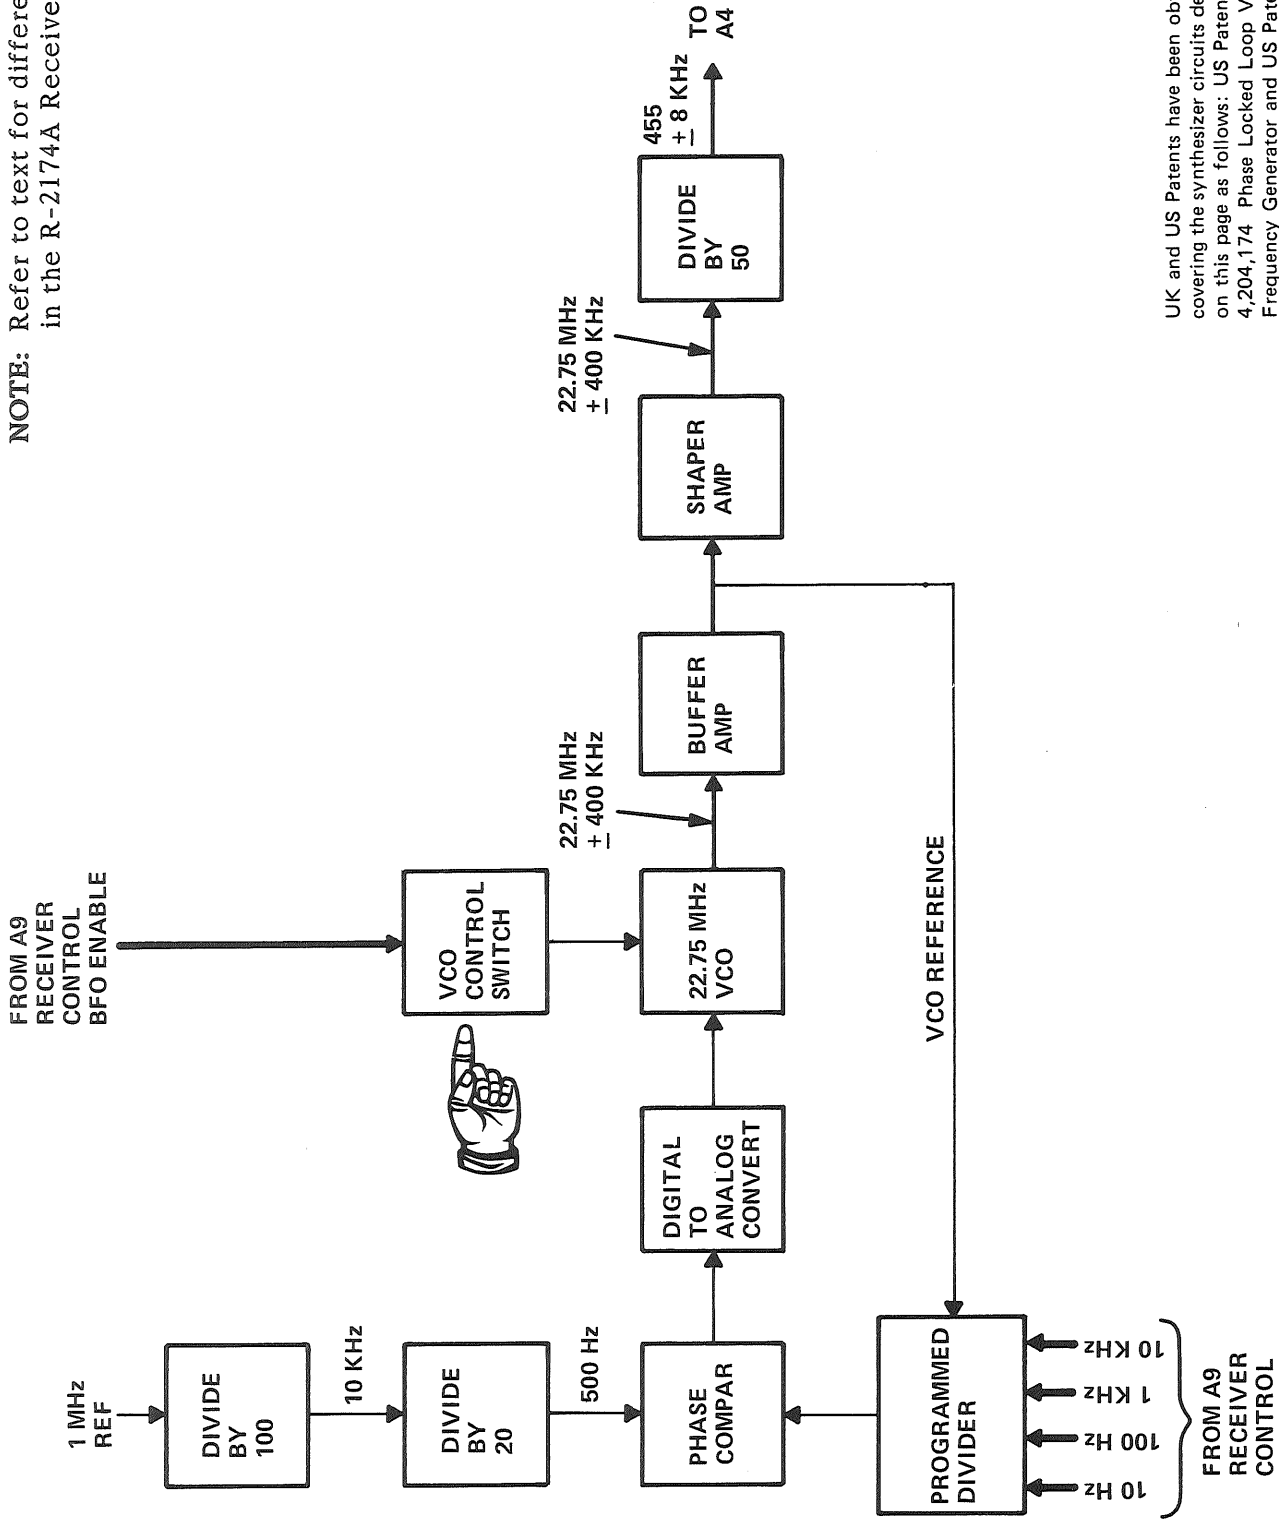 NOTE: Refer to text for differe
in the R-2174A Receive
FROM A9
RECEIVER
CONTROL
BFO ENABLE
1 MHz
REF
DIVIDE
BY
100
10 KHz
DIVIDE
BY
20
500 Hz
PHASE
COMPAR
DIGITAL
TO
ANALOG
CONVERT
VCO
CONTROL
SWITCH
22.75 MHz
VCO
22.75 MHz
± 400 KHz
BUFFER
AMP
SHAPER
AMP
22.75 MHz
± 400 KHz
DIVIDE
BY
50
455
± 8 KHz
TO
A4
VCO REFERENCE
PROGRAMMED
DIVIDER
10 Hz
100 Hz
1 KHz
10 KHz
FROM A9
RECEIVER
CONTROL
UK and US Patents have been ob
covering the synthesizer circuits de
on this page as follows: US Paten
4,204,174 Phase Locked Loop V
Frequency Generator and US Pate